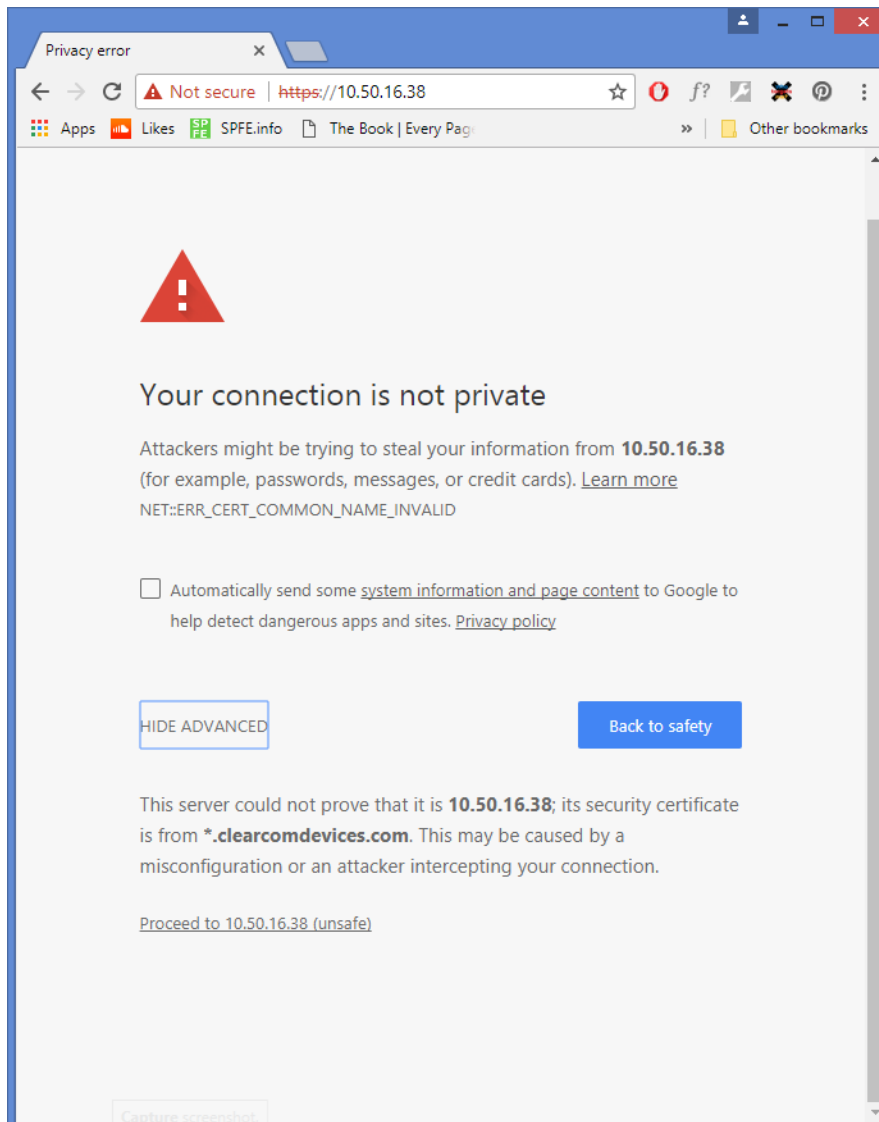 Privacy error
Not secure | https://10.50.16.38
f?
Apps Likes SPFE SPFE.info The Book | Every Pag » Other bookmarks
Your connection is not private
Attackers might be trying to steal your information from 10.50.16.38
(for example, passwords, messages, or credit cards). Learn more
NET::ERR_CERT_COMMON_NAME_INVALID
Automatically send some system information and page content to Google to
help detect dangerous apps and sites. Privacy policy
HIDE ADVANCED Back to safety
This server could not prove that it is 10.50.16.38; its security certificate
is from *.clearcomdevices.com. This may be caused by a
misconfiguration or an attacker intercepting your connection.
Proceed to 10.50.16.38 (unsafe)
Capture screenshot.